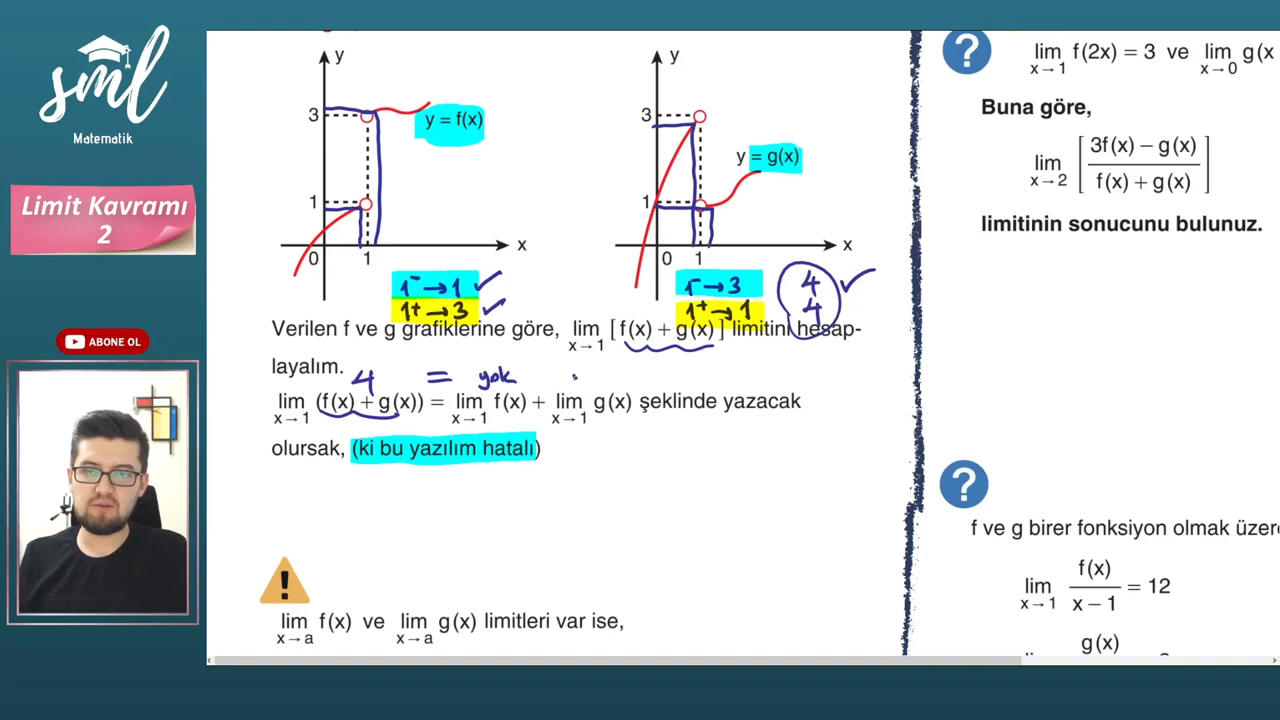 sml
Matematik
Limit Kavramı
2
ABONE OL
y
3
y = f(x)
1
0
1
x
1⁻→1
1⁺→3
y
3
y = g(x)
1
0
1
x
1⁻→3
1⁺→1
4
4
Verilen f ve g grafiklerine göre, lim x→1 [f(x) + g(x)] limitini hesap-
layalım.
4 = yok
lim x→1 (f(x) + g(x)) = lim x→1 f(x) + lim x→1 g(x) şeklinde yazacak
olursak, (ki bu yazılım hatalı)
!
lim x→a f(x) ve lim x→a g(x) limitleri var ise,
?
lim x→1 f(2x) = 3 ve lim x→0 g(x
Buna göre,
lim x→2 [ 3f(x) − g(x) / f(x) + g(x) ]
limitinin sonucunu bulunuz.
?
f ve g birer fonksiyon olmak üzere
lim x→1 f(x) / x − 1 = 12
g(x)